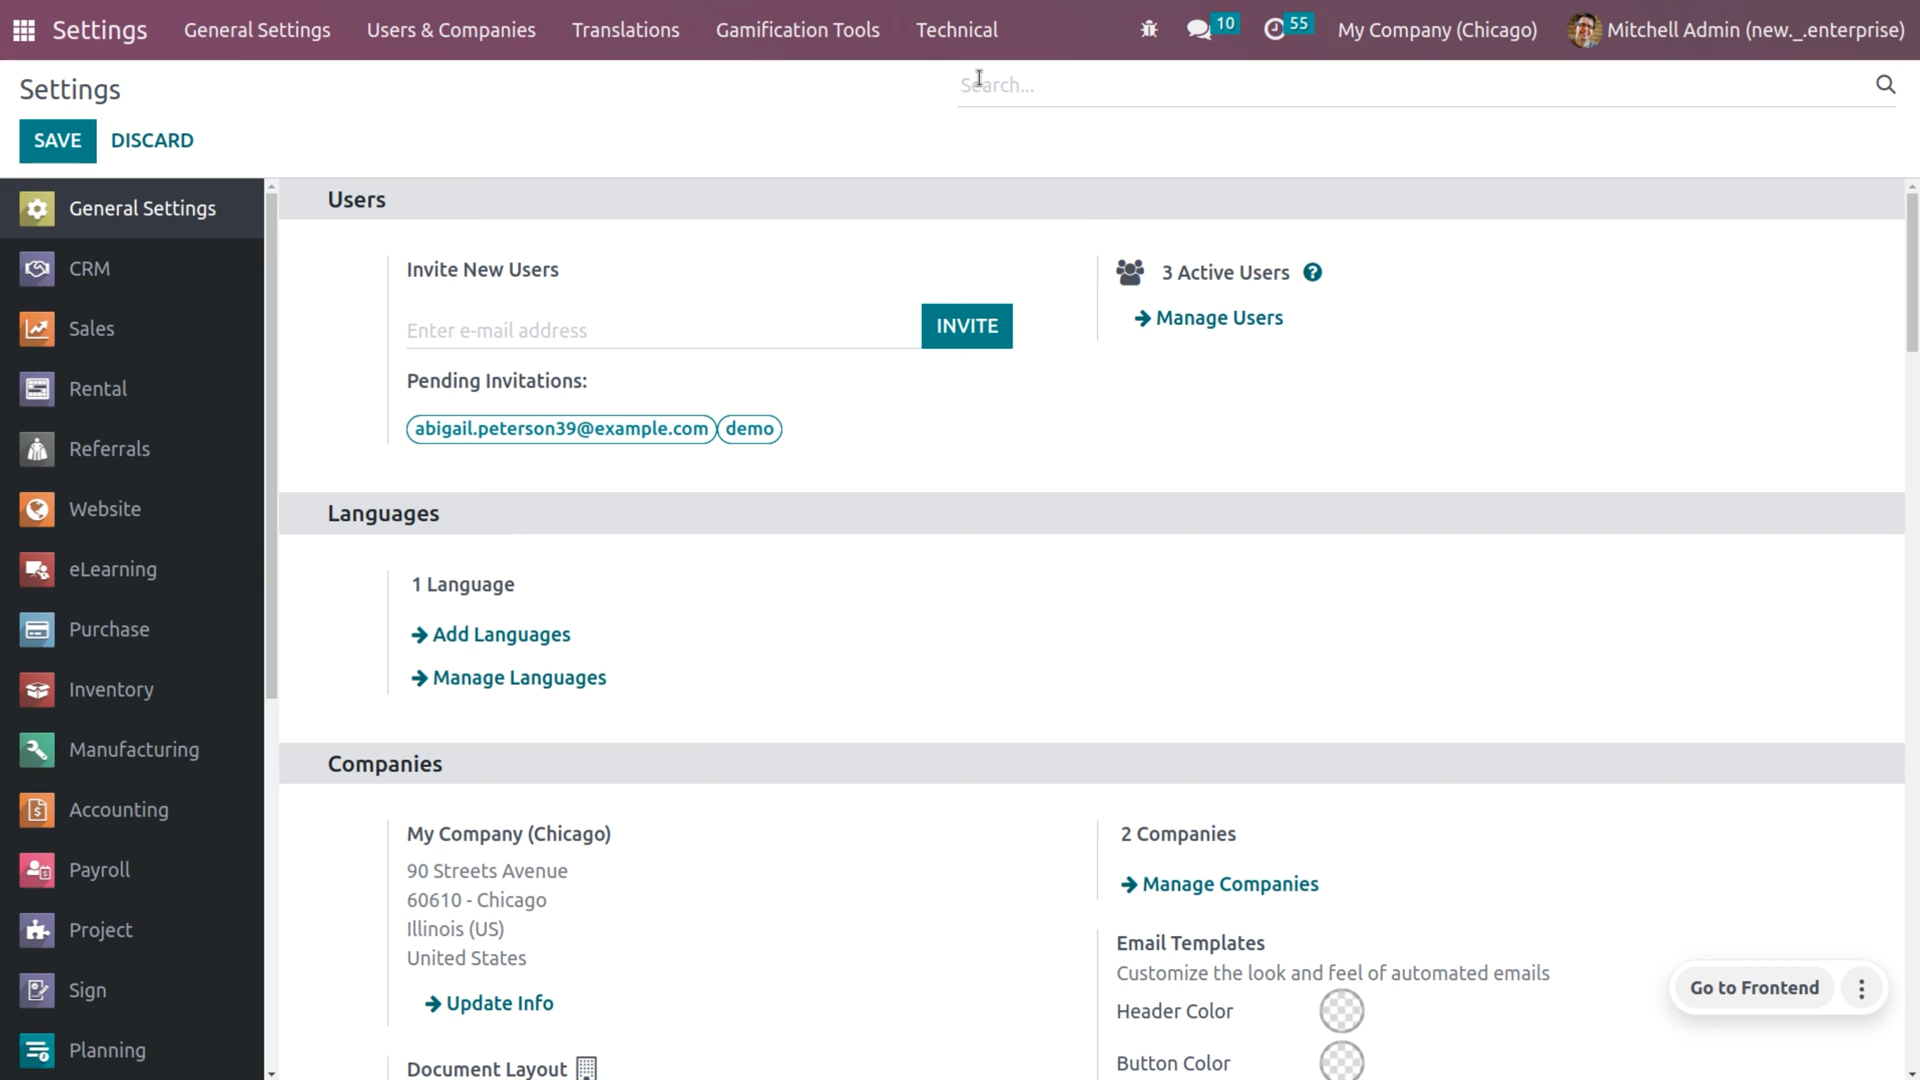 Settings General Settings Users & Companies Translations Gamification Tools Technical 10 55 My Company (Chicago) Mitchell Admin (new._.enterprise)
Settings
Search...
SAVE DISCARD
General Settings
CRM
Sales
Rental
Referrals
Website
eLearning
Purchase
Inventory
Manufacturing
Accounting
Payroll
Project
Sign
Planning
Users
Invite New Users
Enter e-mail address INVITE
Pending Invitations:
abigail.peterson39@example.com demo
3 Active Users ?
Manage Users
Languages
1 Language
Add Languages
Manage Languages
Companies
My Company (Chicago)
90 Streets Avenue
60610 - Chicago
Illinois (US)
United States
Update Info
Document Layout
2 Companies
Manage Companies
Email Templates
Customize the look and feel of automated emails
Header Color
Button Color
Go to Frontend